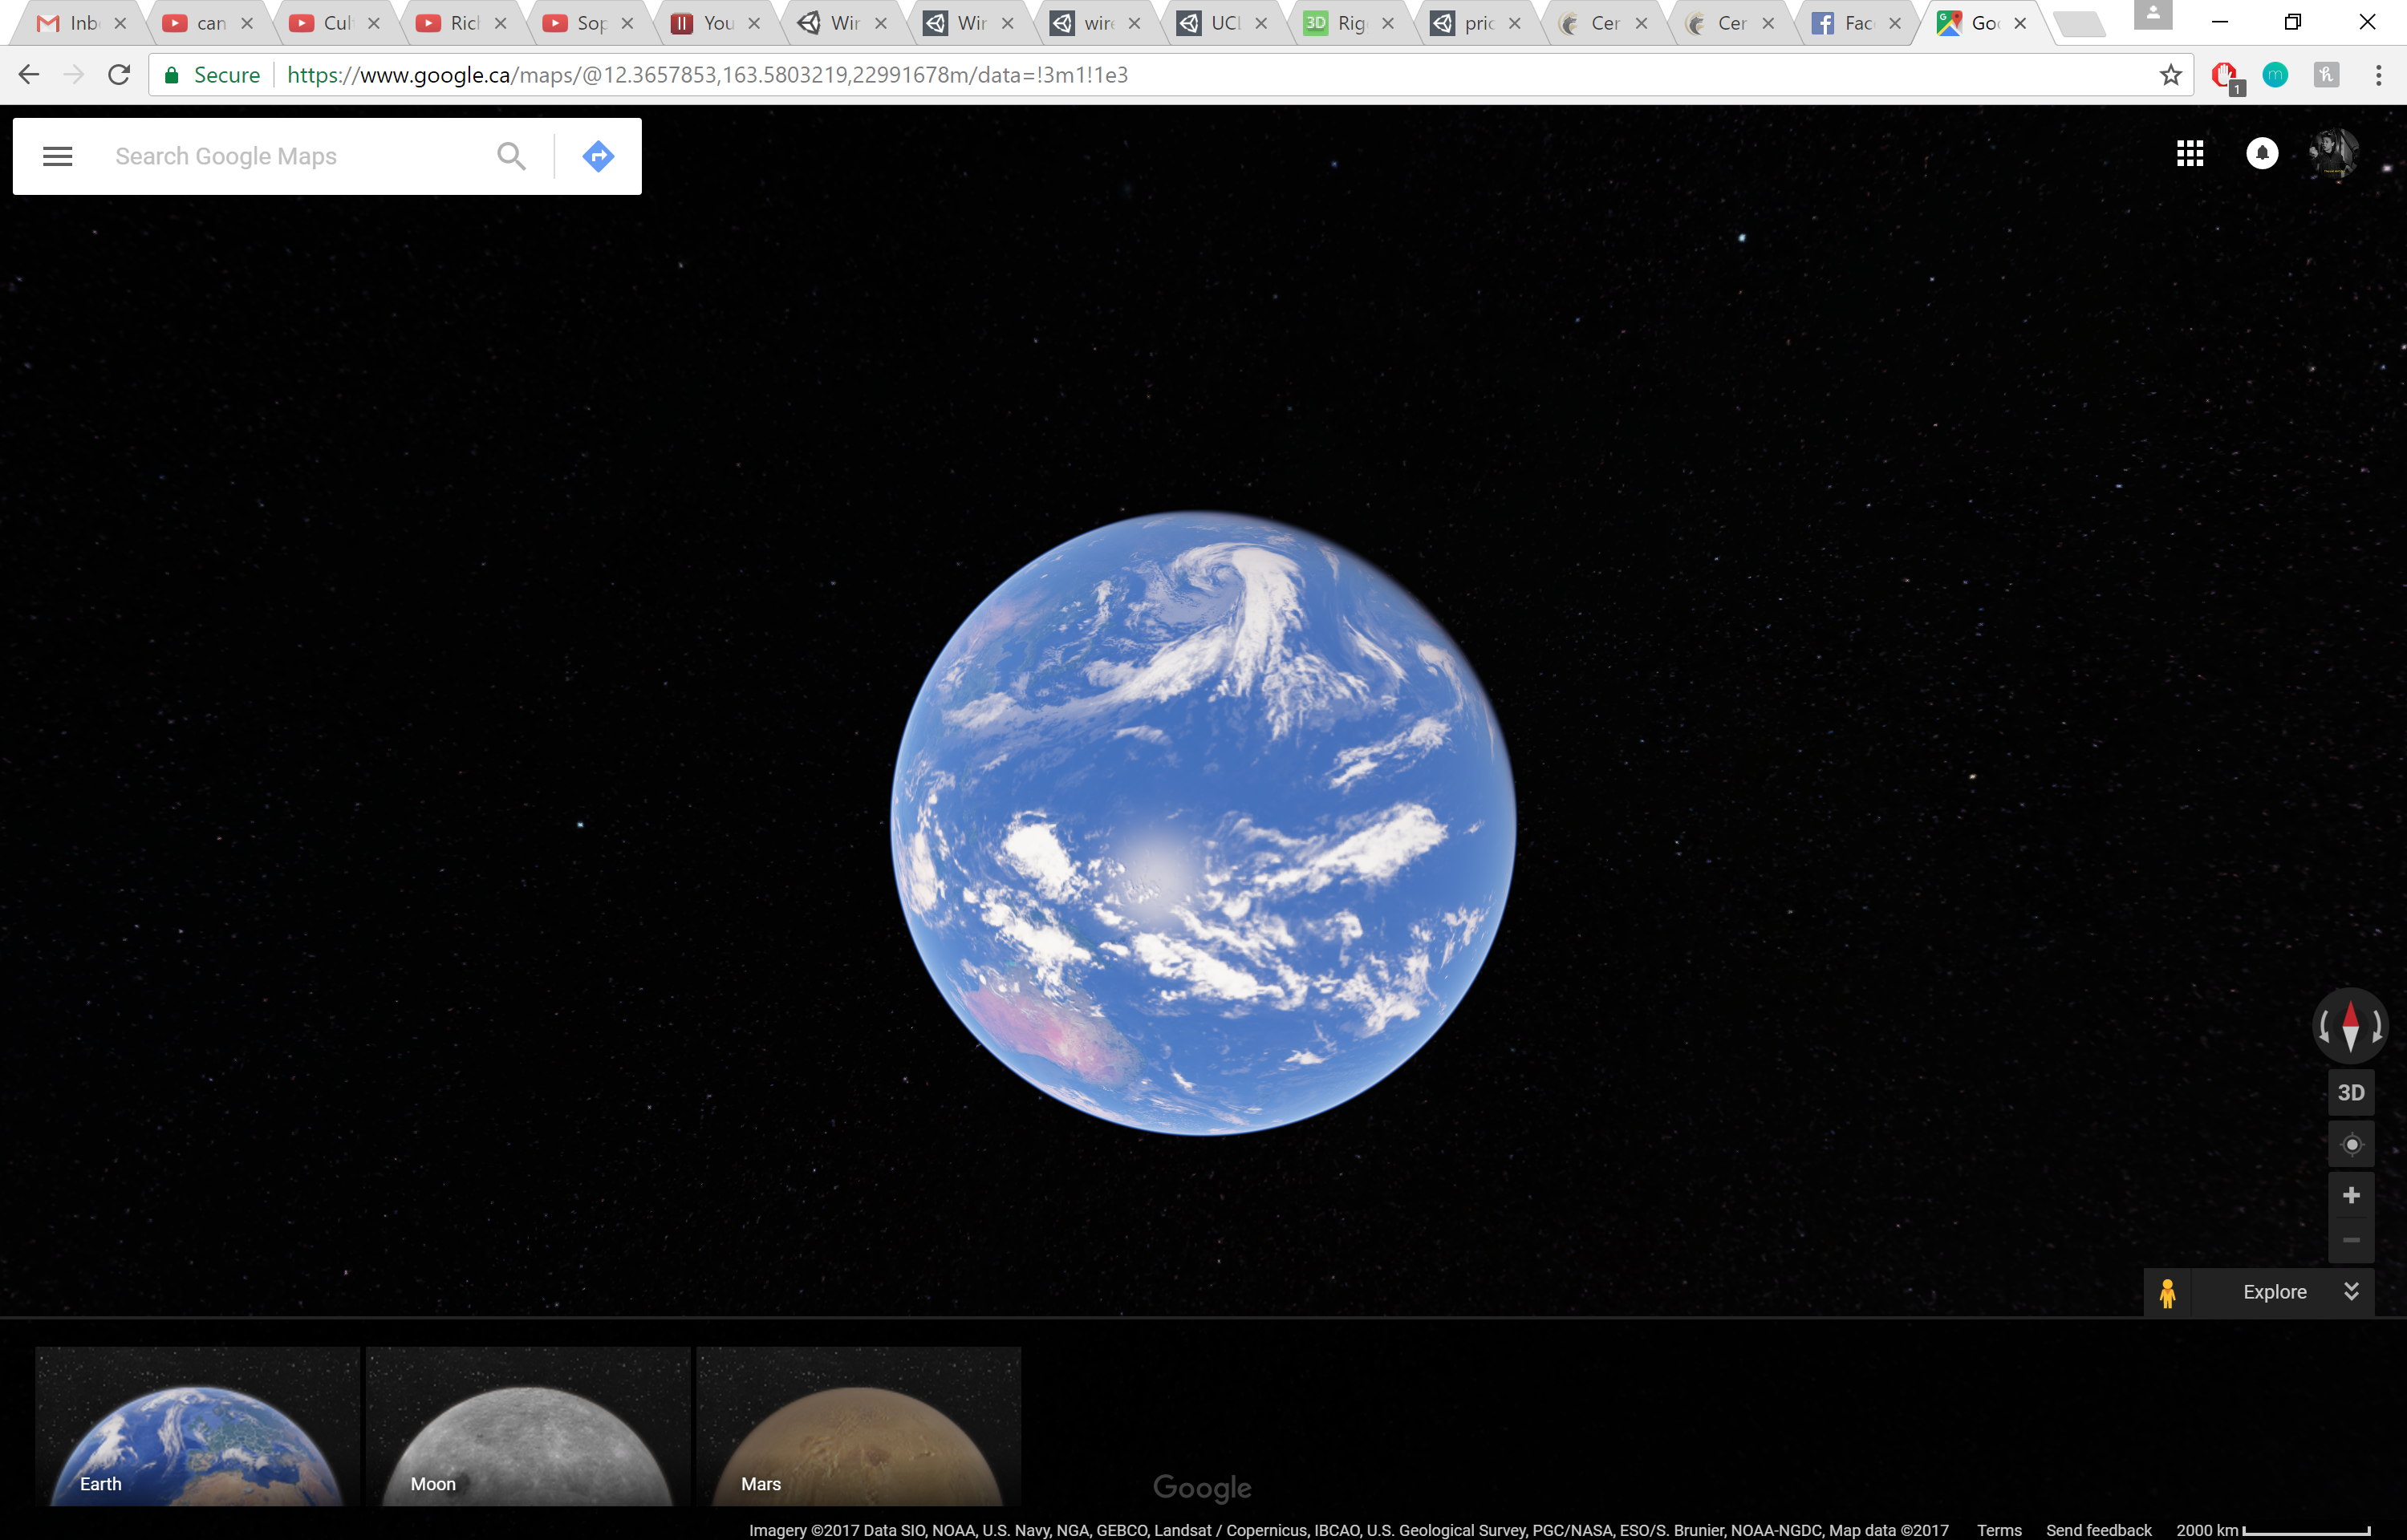 Inb
can
Cul
Rich
Sop
You
Wir
Wir
wire
UCL
3D Rig
pric
Cer
Cer
Fac
Goo
Secure https://www.google.ca/maps/@12.3657853,163.5803219,22991678m/data=!3m1!1e3
1
m
h
Search Google Maps
3D
Explore
Earth
Moon
Mars
Google
Imagery ©2017 Data SIO, NOAA, U.S. Navy, NGA, GEBCO, Landsat / Copernicus, IBCAO, U.S. Geological Survey, PGC/NASA, ESO/S. Brunier, NOAA-NGDC, Map data ©2017 Terms Send feedback 2000 km